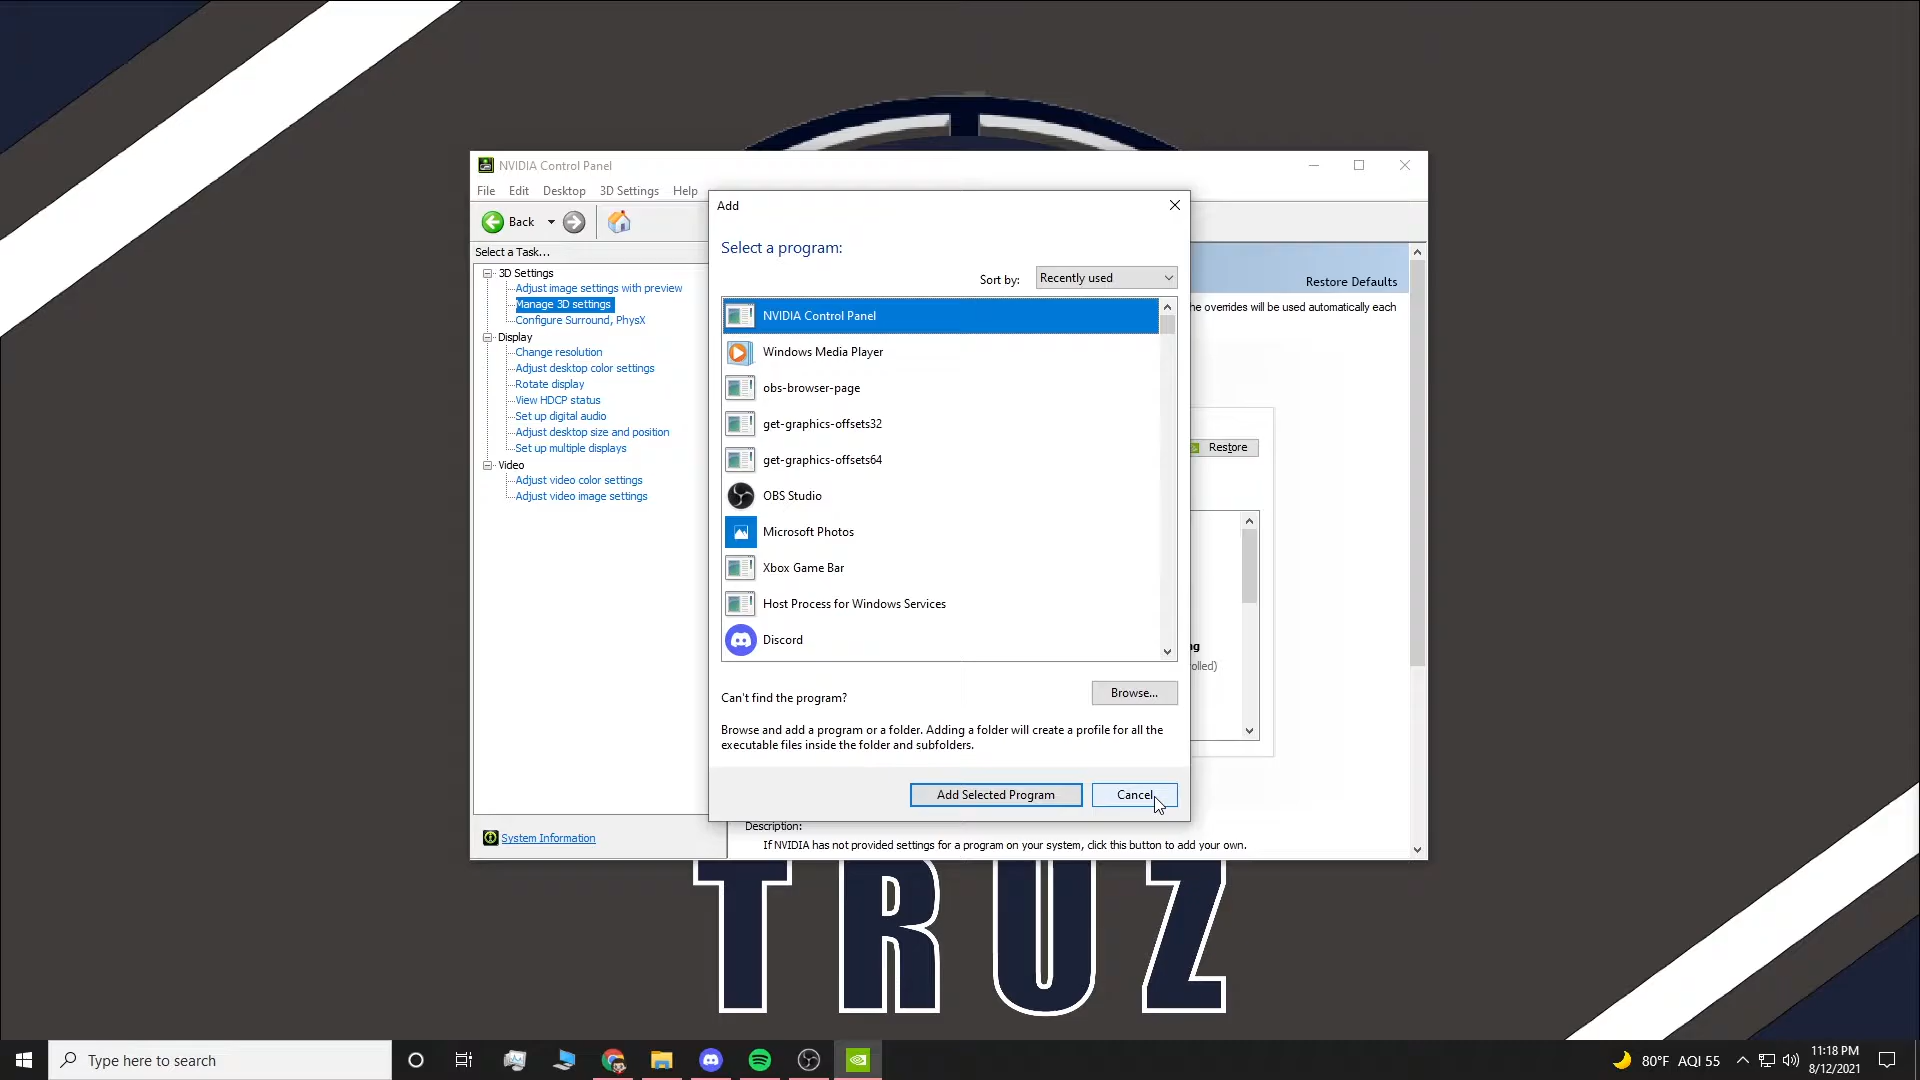 NVIDIA Control Panel
File Edit Desktop 3D Settings Help
Back
Select a Task...
3D Settings
Adjust image settings with preview
Manage 3D settings
Configure Surround, PhysX
Display
Change resolution
Adjust desktop color settings
Rotate display
View HDCP status
Set up digital audio
Adjust desktop size and position
Set up multiple displays
Video
Adjust video color settings
Adjust video image settings
System Information
Add
Select a program:
Sort by: Recently used
NVIDIA Control Panel
Windows Media Player
obs-browser-page
get-graphics-offsets32
get-graphics-offsets64
OBS Studio
Microsoft Photos
Xbox Game Bar
Host Process for Windows Services
Discord
Can't find the program?
Browse...
Browse and add a program or a folder. Adding a folder will create a profile for all the
executable files inside the folder and subfolders.
Add Selected Program
Cancel
Restore Defaults
he overrides will be used automatically each
Restore
ng
olled)
Description:
If NVIDIA has not provided settings for a program on your system, click this button to add your own.
TRUZ
Type here to search
80°F AQI 55
11:18 PM
8/12/2021